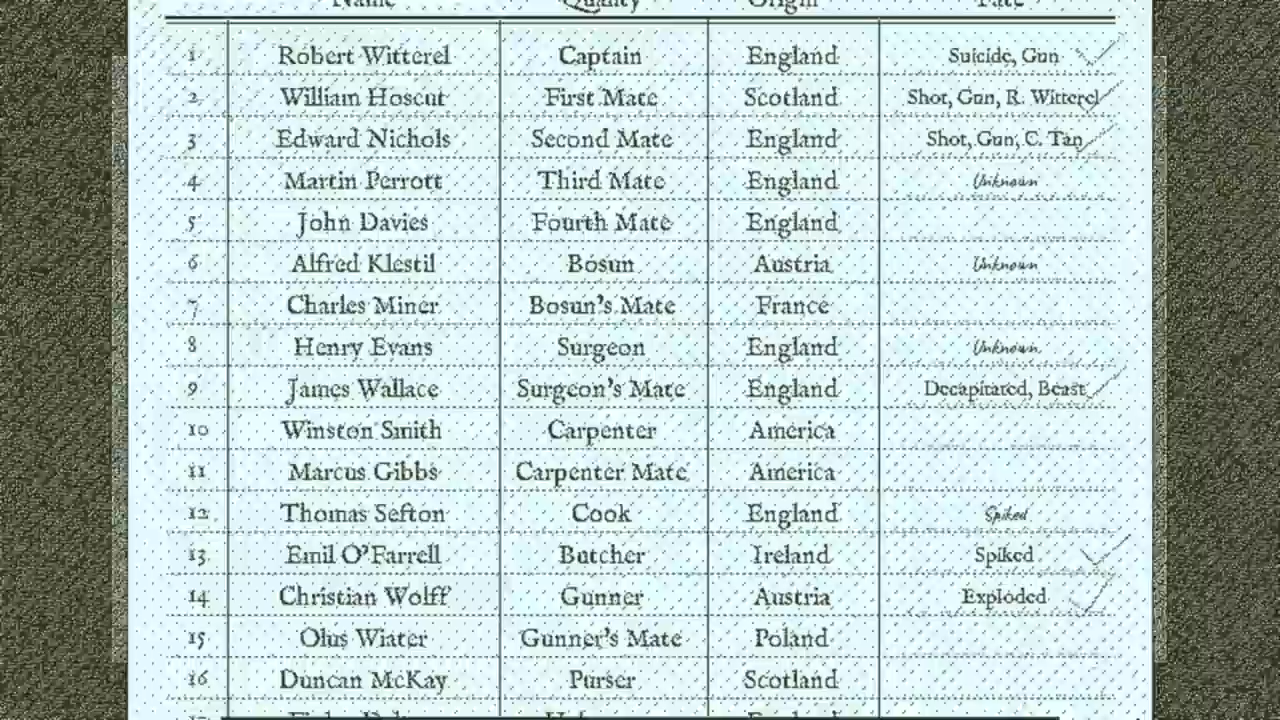 Name Quality Origin Fate
1 Robert Witterel Captain England Suicide, Gun
2 William Hoscut First Mate Scotland Shot, Gun, R. Witterel
3 Edward Nichols Second Mate England Shot, Gun, C. Tan
4 Martin Perrott Third Mate England Unknown
5 John Davies Fourth Mate England
6 Alfred Klestil Bosun Austria Unknown
7 Charles Miner Bosun's Mate France
8 Henry Evans Surgeon England Unknown
9 James Wallace Surgeon's Mate England Decapitated, Beast
10 Winston Smith Carpenter America
11 Marcus Gibbs Carpenter Mate America
12 Thomas Sefton Cook England Spiked
13 Emil O'Farrell Butcher Ireland Spiked
14 Christian Wolff Gunner Austria Exploded
15 Olus Wiater Gunner's Mate Poland
16 Duncan McKay Purser Scotland